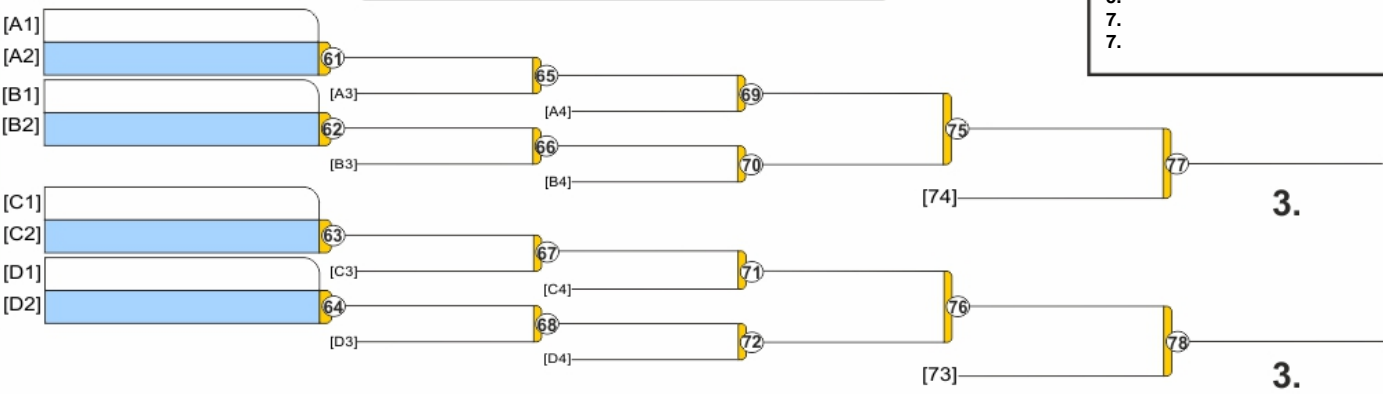 5.
7.
7.
[A1]
[A2]
61
[A3]
65
[A4]
69
[B1]
[B2]
62
[B3]
66
[B4]
70
75
[74]
77
3.
[C1]
[C2]
63
[C3]
67
[C4]
71
[D1]
[D2]
64
[D3]
68
[D4]
72
76
[73]
78
3.